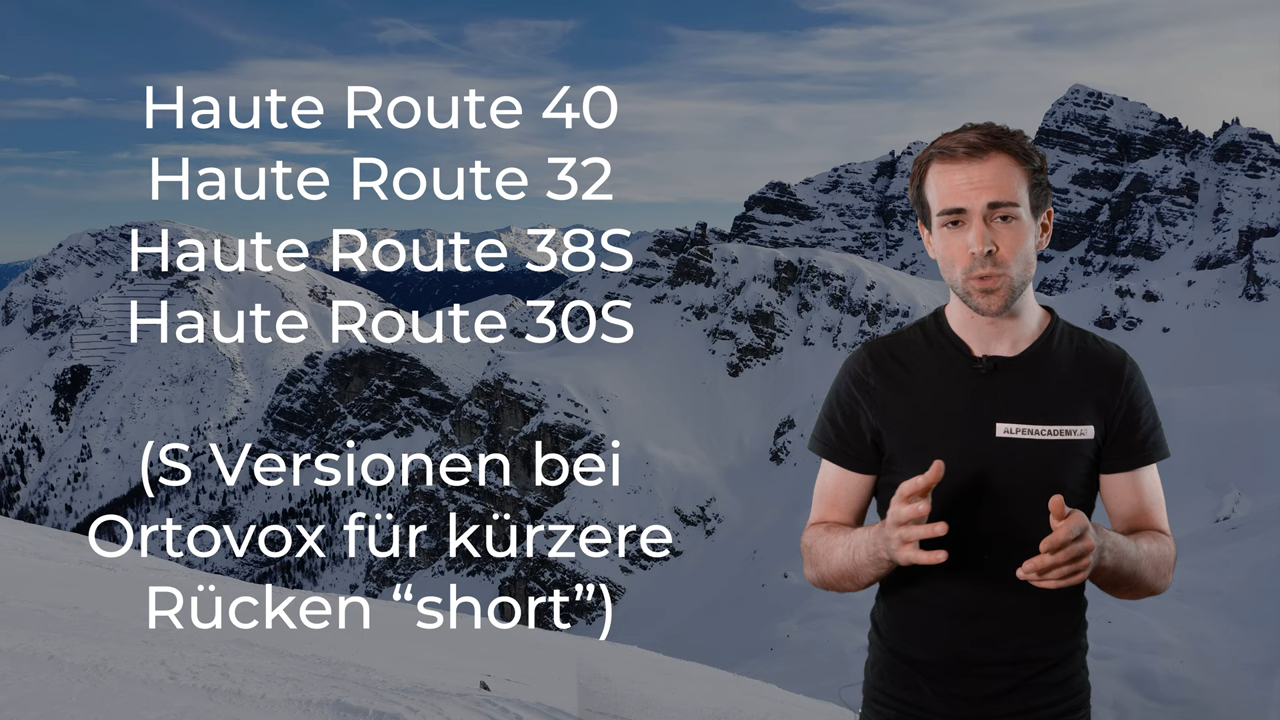 Haute Route 40
Haute Route 32
Haute Route 38S
Haute Route 30S
(S Versionen bei
Ortovox für kürzere
Rücken “short”)
ALPENACADEMY.AT